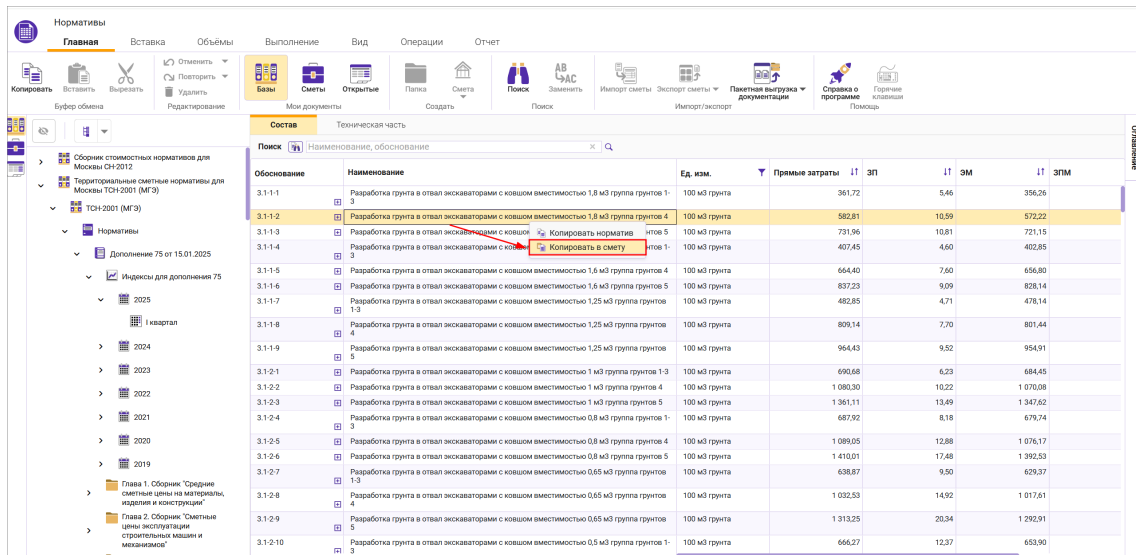 Нормативы
Главная Вставка Объёмы Выполнение Вид Операции Отчет
Копировать Вставить Вырезать Отменить Повторить Удалить Базы Сметы Открытые Папка Смета Поиск Заменить Импорт сметы Экспорт сметы Пакетная выгрузка документации Справка о программе Горячие клавиши
Буфер обмена Редактирование Мои документы Создать Поиск Импорт/экспорт Помощь
Оглавление
Сборник стоимостных нормативов для
Москвы СН-2012
Территориальные сметные нормативы для
Москвы ТСН-2001 (МГЭ)
ТСН-2001 (МГЭ)
Нормативы
Дополнение 75 от 15.01.2025
Индексы для дополнения 75
2025
I квартал
2024
2023
2022
2021
2020
2019
Глава 1. Сборник "Средние
сметные цены на материалы,
изделия и конструкции"
Глава 2. Сборник "Сметные
цены эксплуатации
строительных машин и
механизмов"
Состав Техническая часть
Поиск Наименование, обоснование
Обоснование Наименование Ед. изм. Прямые затраты ЗП ЭМ ЗПМ
3.1-1-1 Разработка грунта в отвал экскаваторами с ковшом вместимостью 1,8 м3 группа грунтов 1- 100 м3 грунта 361,72 5,46 356,26
3
3.1-1-2 Разработка грунта в отвал экскаваторами с ковшом вместимостью 1,8 м3 группа грунтов 4 100 м3 грунта 582,81 10,59 572,22
3.1-1-3 Разработка грунта в отвал экскаваторами с ковшом нтов 5 100 м3 грунта 731,96 10,81 721,15
Копировать норматив
3.1-1-4 Разработка грунта в отвал экскаваторами с ковшом нтов 1- 100 м3 грунта 407,45 4,60 402,85
3
Копировать в смету
3.1-1-5 Разработка грунта в отвал экскаваторами с ковшом вместимостью 1,6 м3 группа грунтов 4 100 м3 грунта 664,40 7,60 656,80
3.1-1-6 Разработка грунта в отвал экскаваторами с ковшом вместимостью 1,6 м3 группа грунтов 5 100 м3 грунта 837,23 9,09 828,14
3.1-1-7 Разработка грунта в отвал экскаваторами с ковшом вместимостью 1,25 м3 группа грунтов 100 м3 грунта 482,85 4,71 478,14
1-3
3.1-1-8 Разработка грунта в отвал экскаваторами с ковшом вместимостью 1,25 м3 группа грунтов 100 м3 грунта 809,14 7,70 801,44
4
3.1-1-9 Разработка грунта в отвал экскаваторами с ковшом вместимостью 1,25 м3 группа грунтов 100 м3 грунта 964,43 9,52 954,91
5
3.1-2-1 Разработка грунта в отвал экскаваторами с ковшом вместимостью 1 м3 группа грунтов 1-3 100 м3 грунта 690,68 6,23 684,45
3.1-2-2 Разработка грунта в отвал экскаваторами с ковшом вместимостью 1 м3 группа грунтов 4 100 м3 грунта 1 080,30 10,22 1 070,08
3.1-2-3 Разработка грунта в отвал экскаваторами с ковшом вместимостью 1 м3 группа грунтов 5 100 м3 грунта 1 361,11 13,49 1 347,62
3.1-2-4 Разработка грунта в отвал экскаваторами с ковшом вместимостью 0,8 м3 группа грунтов 1- 100 м3 грунта 687,92 8,18 679,74
3
3.1-2-5 Разработка грунта в отвал экскаваторами с ковшом вместимостью 0,8 м3 группа грунтов 4 100 м3 грунта 1 089,05 12,88 1 076,17
3.1-2-6 Разработка грунта в отвал экскаваторами с ковшом вместимостью 0,8 м3 группа грунтов 5 100 м3 грунта 1 410,01 17,48 1 392,53
3.1-2-7 Разработка грунта в отвал экскаваторами с ковшом вместимостью 0,65 м3 группа грунтов 100 м3 грунта 638,87 9,50 629,37
1-3
3.1-2-8 Разработка грунта в отвал экскаваторами с ковшом вместимостью 0,65 м3 группа грунтов 100 м3 грунта 1 032,53 14,92 1 017,61
4
3.1-2-9 Разработка грунта в отвал экскаваторами с ковшом вместимостью 0,65 м3 группа грунтов 100 м3 грунта 1 313,25 20,34 1 292,91
5
3.1-2-10 Разработка грунта в отвал экскаваторами с ковшом вместимостью 0,5 м3 группа грунтов 1- 100 м3 грунта 666,27 12,37 653,90
3